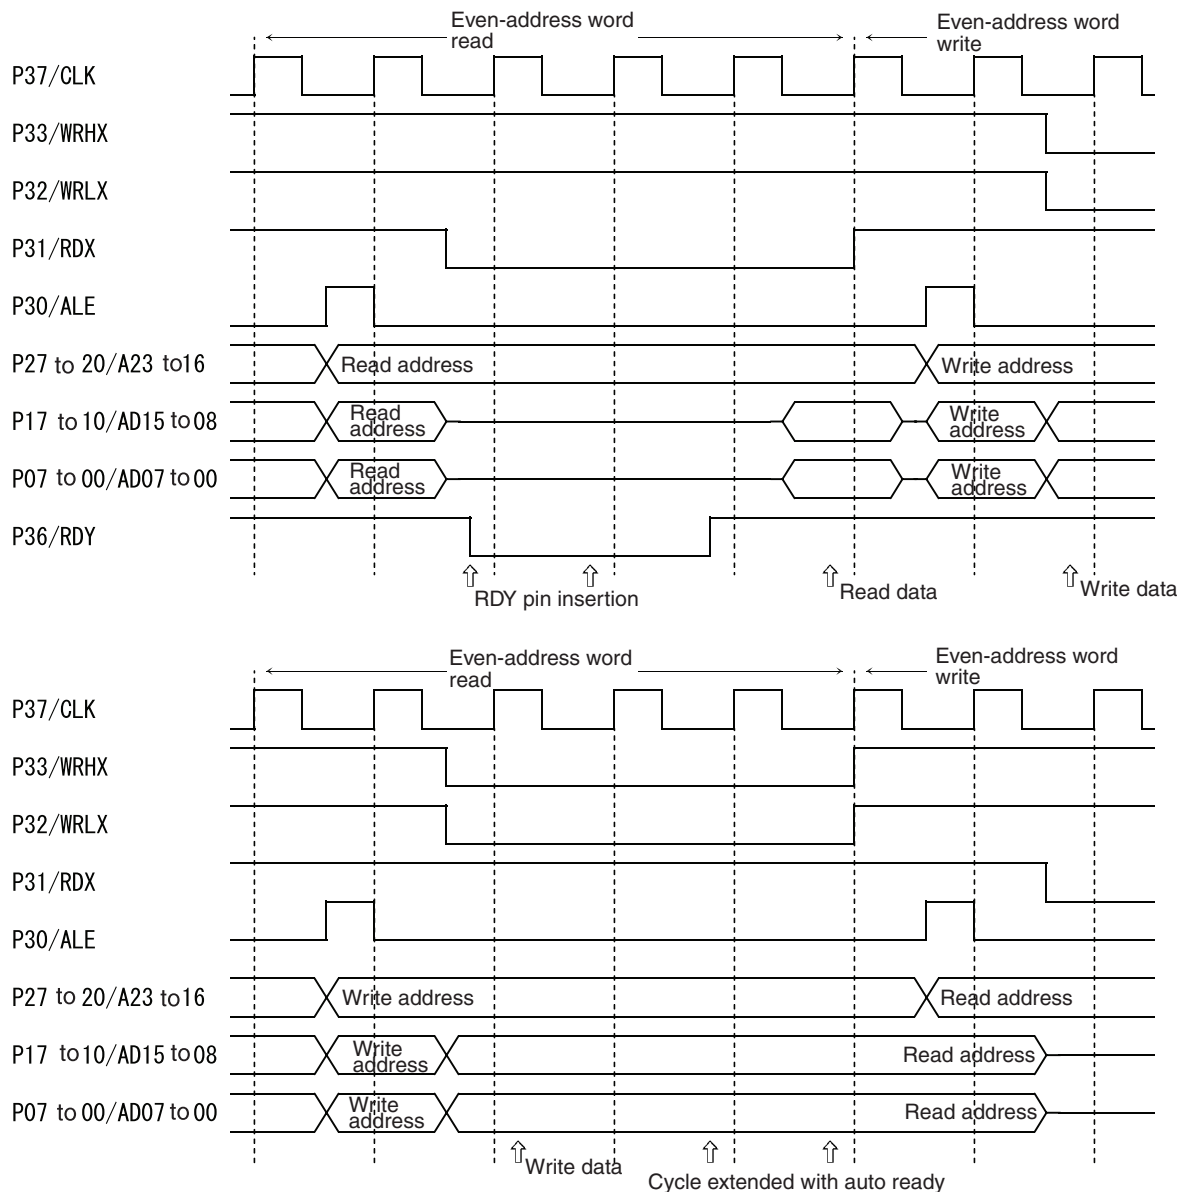 Even-address word
read
Even-address word
write
P37/CLK
P33/WRHX
P32/WRLX
P31/RDX
P30/ALE
P27 to 20/A23 to16
Read address
Write address
P17 to 10/AD15 to 08
Read
address
Write
address
P07 to 00/AD07 to 00
Read
address
Write
address
P36/RDY
RDY pin insertion
Read data
Write data
Even-address word
read
Even-address word
write
P37/CLK
P33/WRHX
P32/WRLX
P31/RDX
P30/ALE
P27 to 20/A23 to16
Write address
Read address
P17 to10/AD15 to 08
Write
address
Read address
P07 to 00/AD07 to 00
Write
address
Read address
Write data
Cycle extended with auto ready